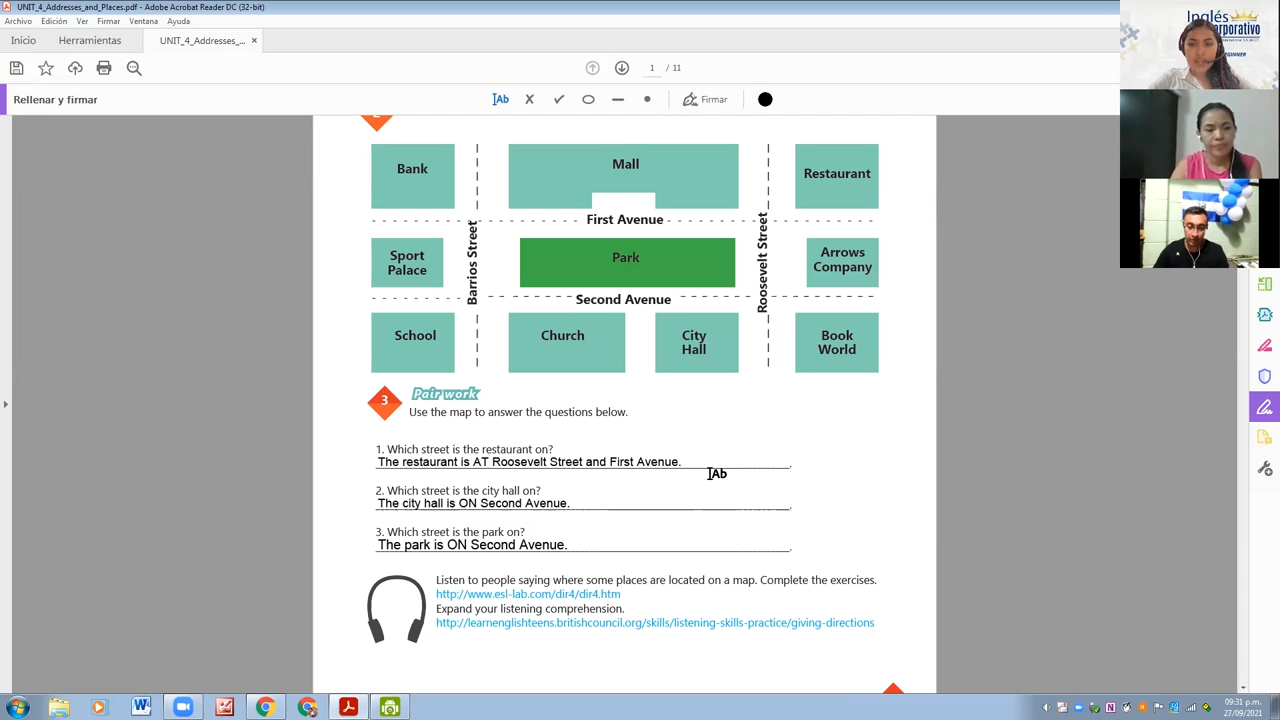 UNIT_4_Addresses_and_Places.pdf - Adobe Acrobat Reader DC (32-bit)
Archivo Edición Ver Firmar Ventana Ayuda
Inicio Herramientas UNIT_4_Addresses_... ×
1 / 11
Rellenar y firmar
Ab Firmar
Bank
Mall
Restaurant
First Avenue
Sport
Palace
Barrios Street
Park
Roosevelt Street
Arrows
Company
Second Avenue
School
Church
City
Hall
Book
World
3
Pair work
Use the map to answer the questions below.
1. Which street is the restaurant on?
The restaurant is AT Roosevelt Street and First Avenue.
Ab
2. Which street is the city hall on?
The city hall is ON Second Avenue.
3. Which street is the park on?
The park is ON Second Avenue.
Listen to people saying where some places are located on a map. Complete the exercises.
http://www.esl-lab.com/dir4/dir4.htm
Expand your listening comprehension.
http://learnenglishteens.britishcouncil.org/skills/listening-skills-practice/giving-directions
Inglés
09:31 p.m.
27/09/2021